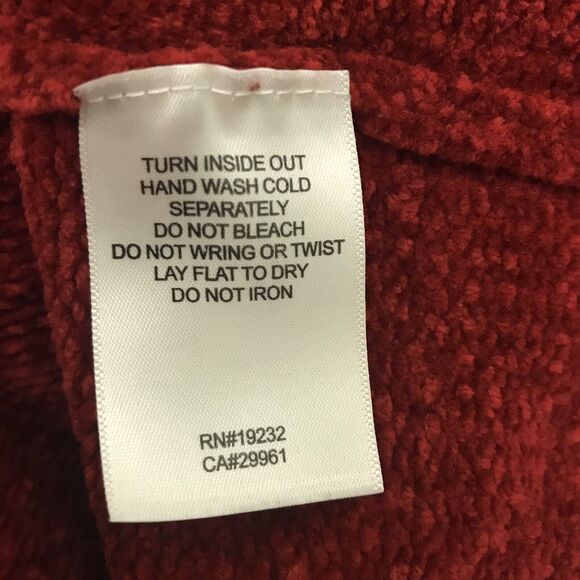 TURN INSIDE OUT
HAND WASH COLD
SEPARATELY
DO NOT BLEACH
DO NOT WRING OR TWIST
LAY FLAT TO DRY
DO NOT IRON
RN#19232
CA#29961